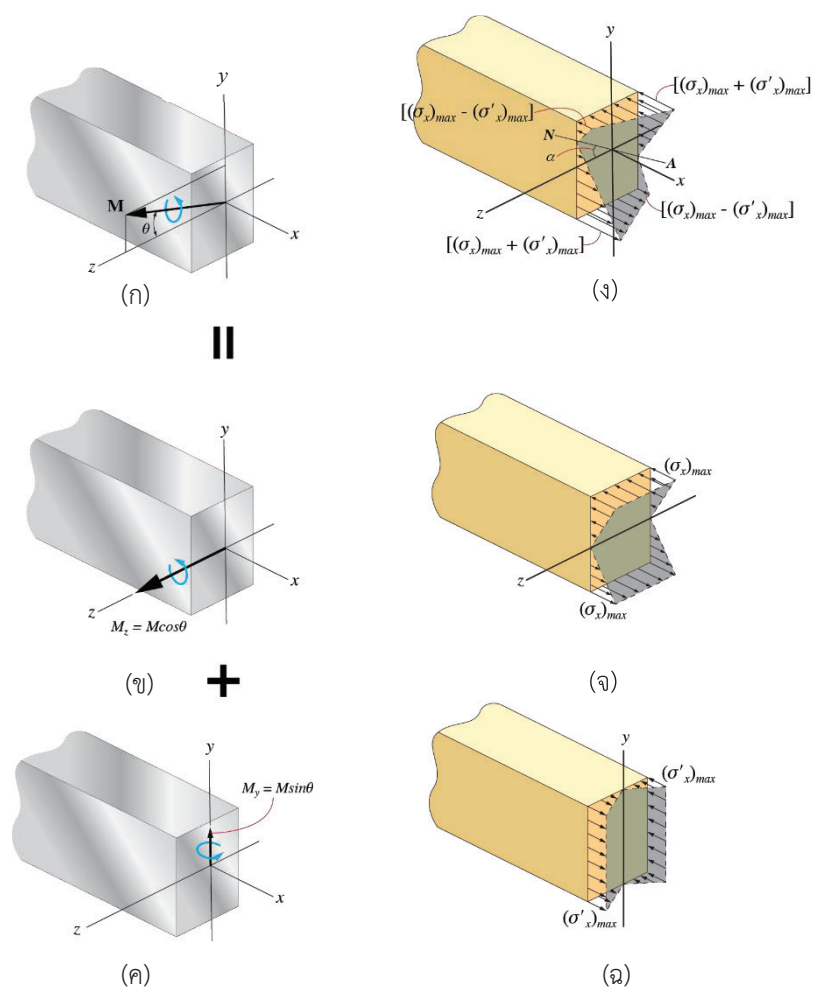 y
M
θ
z
x
(ก)
y
[(σx)max + (σ'x)max]
[(σx)max - (σ'x)max]
N
α
A
x
z
[(σx)max - (σ'x)max]
[(σx)max + (σ'x)max]
(ง)
=
y
z
x
Mz = Mcosθ
(ข)
(σx)max
z
(σx)max
(จ)
+
y
My = Msinθ
x
z
(ค)
y
(σ'x)max
(σ'x)max
(ฉ)